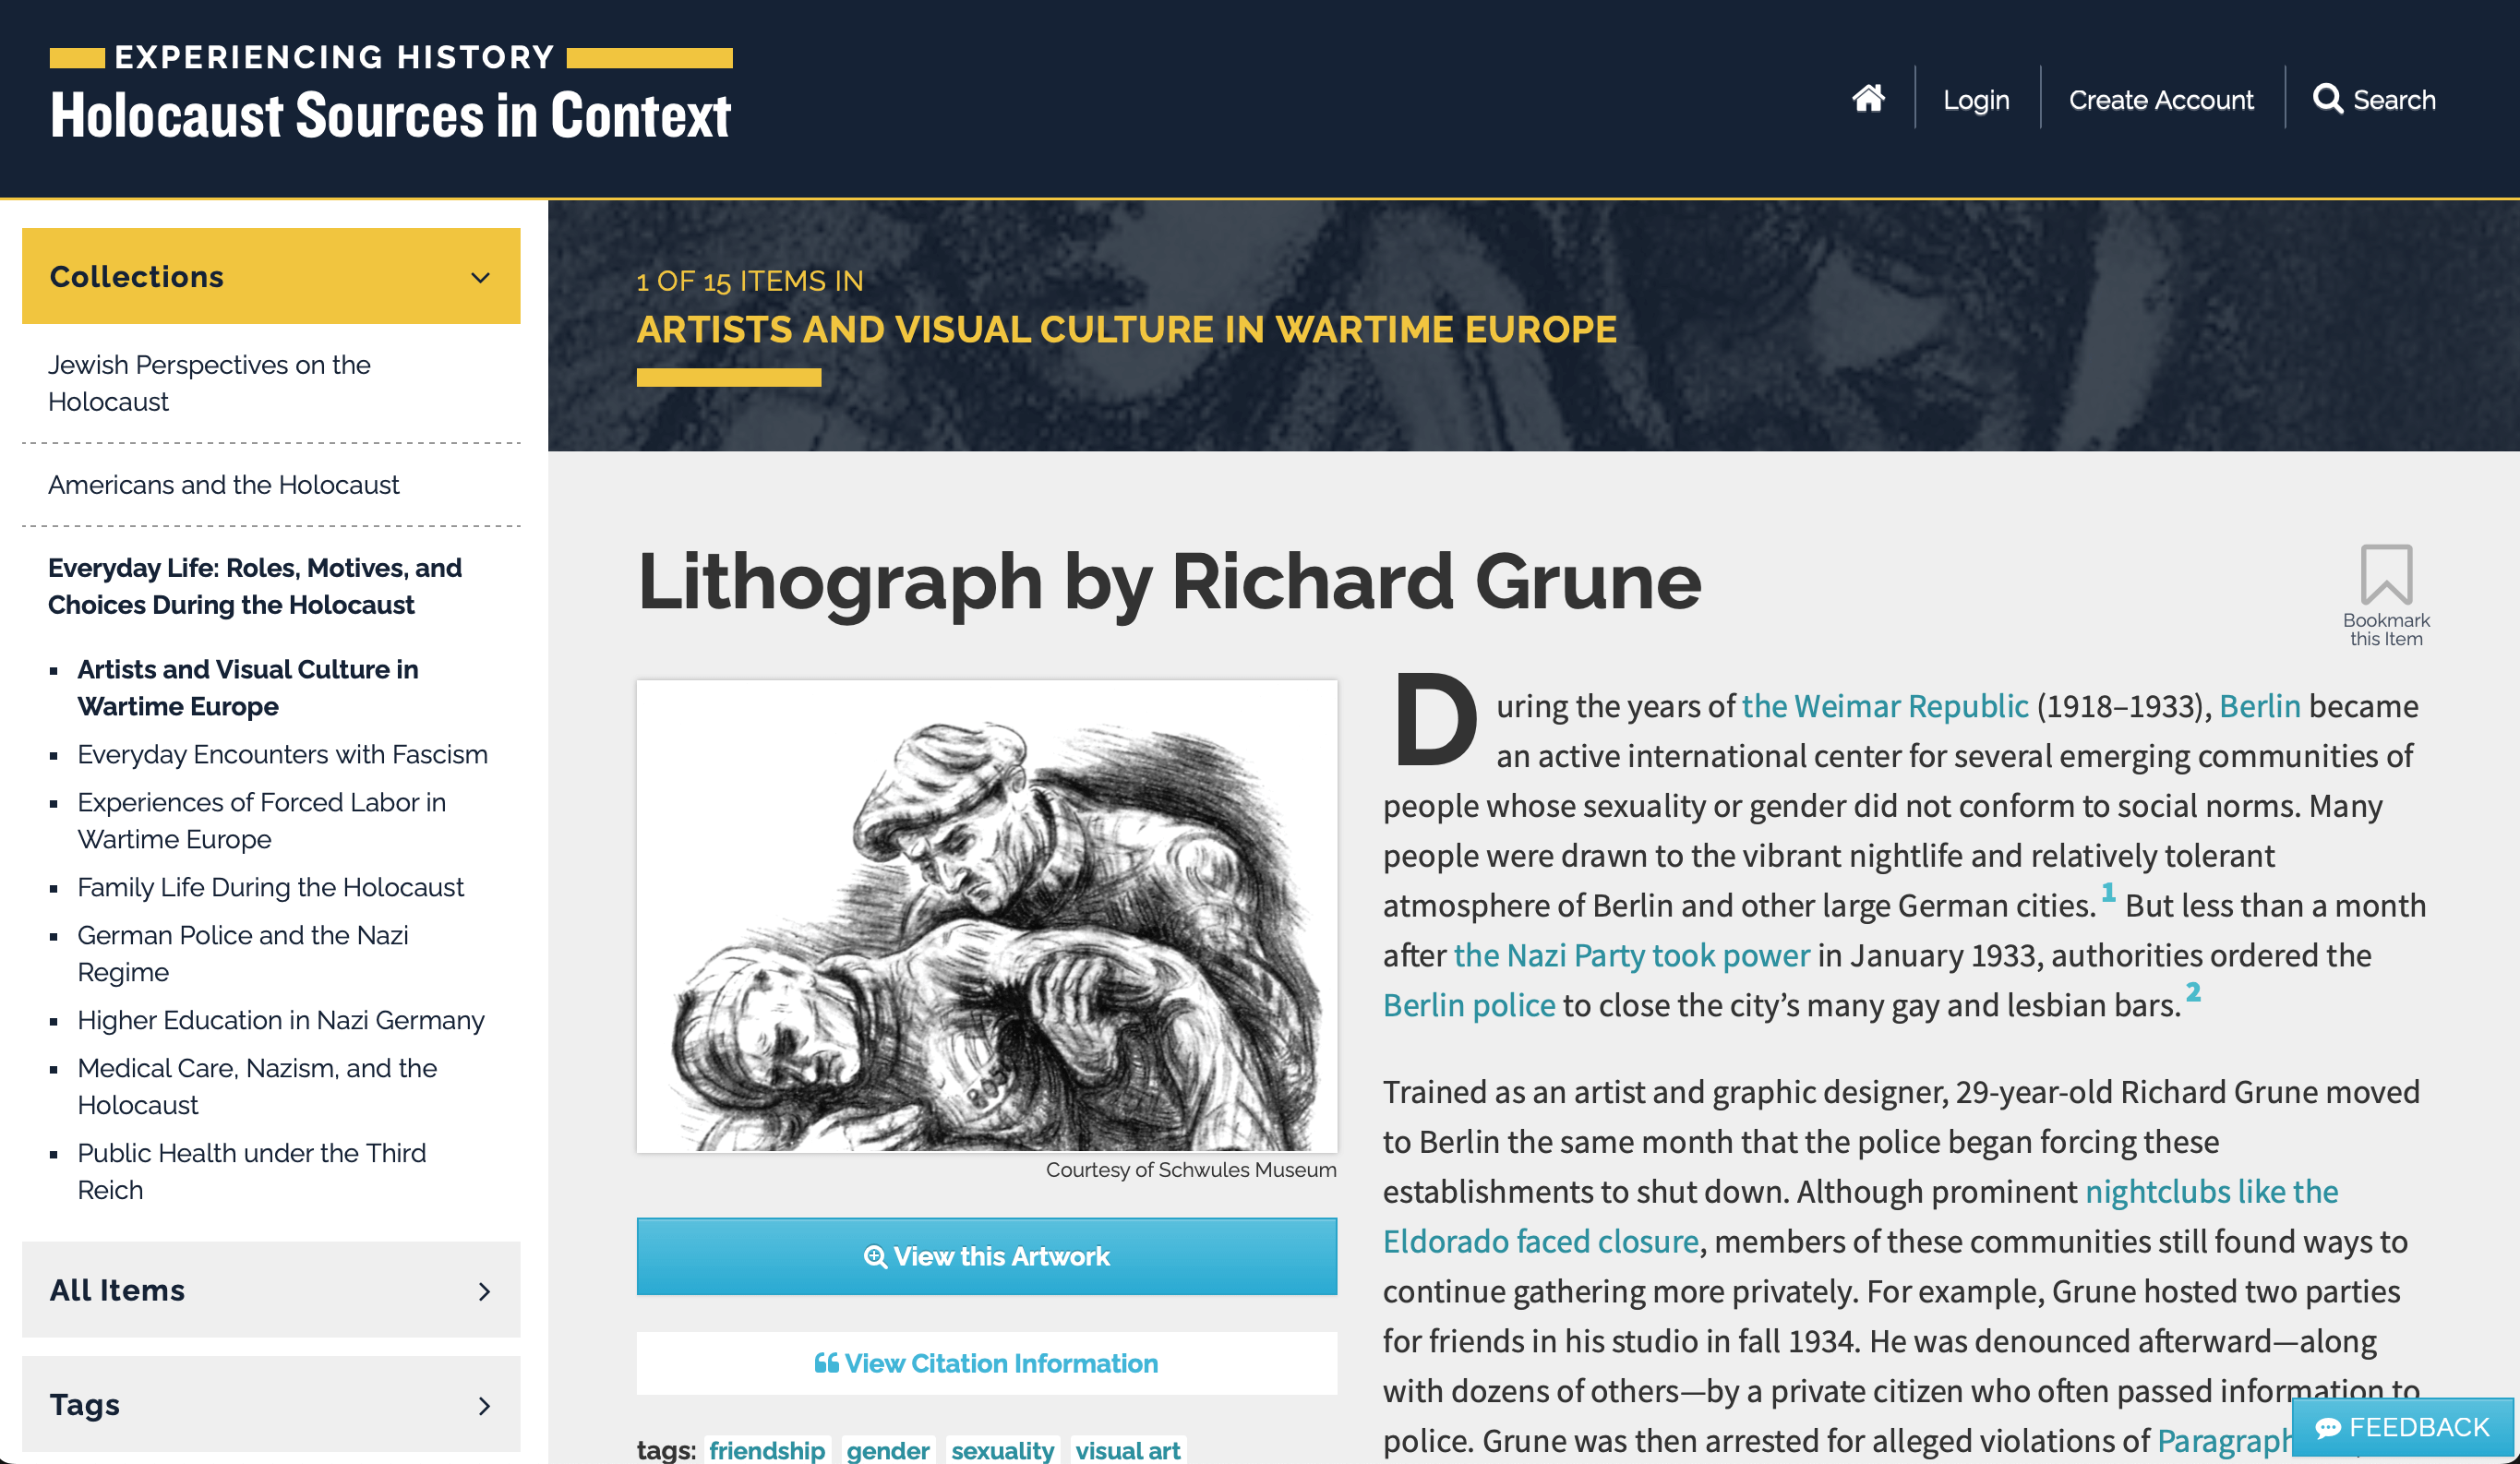 EXPERIENCING HISTORY
Holocaust Sources in Context
Login
Create Account
Search
Collections
Jewish Perspectives on the
Holocaust
Americans and the Holocaust
Everyday Life: Roles, Motives, and
Choices During the Holocaust
Artists and Visual Culture in
Wartime Europe
Everyday Encounters with Fascism
Experiences of Forced Labor in
Wartime Europe
Family Life During the Holocaust
German Police and the Nazi
Regime
Higher Education in Nazi Germany
Medical Care, Nazism, and the
Holocaust
Public Health under the Third
Reich
All Items
Tags
1 OF 15 ITEMS IN
ARTISTS AND VISUAL CULTURE IN WARTIME EUROPE
Lithograph by Richard Grune
Bookmark
this Item
Courtesy of Schwules Museum
View this Artwork
View Citation Information
tags: friendship gender sexuality visual art
During the years of the Weimar Republic (1918–1933), Berlin became
an active international center for several emerging communities of
people whose sexuality or gender did not conform to social norms. Many
people were drawn to the vibrant nightlife and relatively tolerant
atmosphere of Berlin and other large German cities. 1 But less than a month
after the Nazi Party took power in January 1933, authorities ordered the
Berlin police to close the city’s many gay and lesbian bars. 2
Trained as an artist and graphic designer, 29-year-old Richard Grune moved
to Berlin the same month that the police began forcing these
establishments to shut down. Although prominent nightclubs like the
Eldorado faced closure, members of these communities still found ways to
continue gathering more privately. For example, Grune hosted two parties
for friends in his studio in fall 1934. He was denounced afterward—along
with dozens of others—by a private citizen who often passed information to
police. Grune was then arrested for alleged violations of Paragraph
FEEDBACK